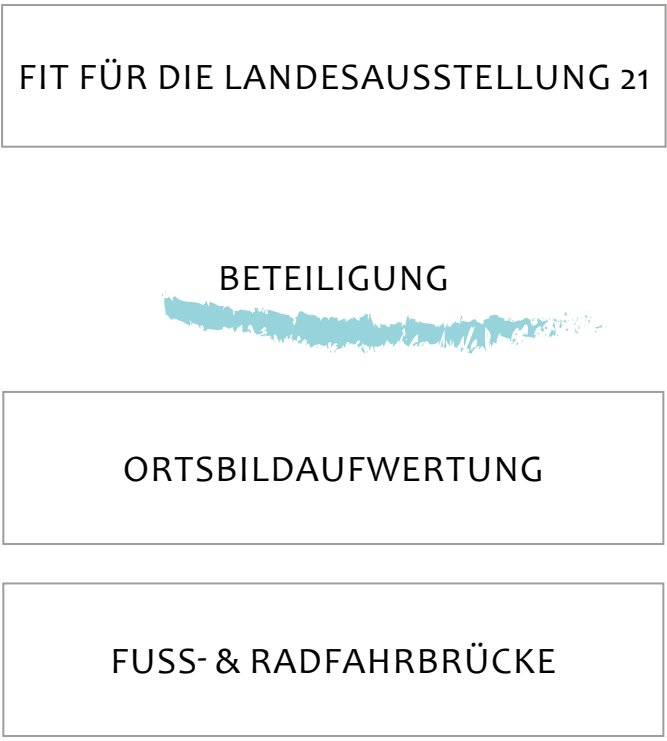 FIT FÜR DIE LANDESAUSSTELLUNG 21
BETEILIGUNG
ORTSBILDAUFWERTUNG
FUSS- & RADFAHRBRÜCKE